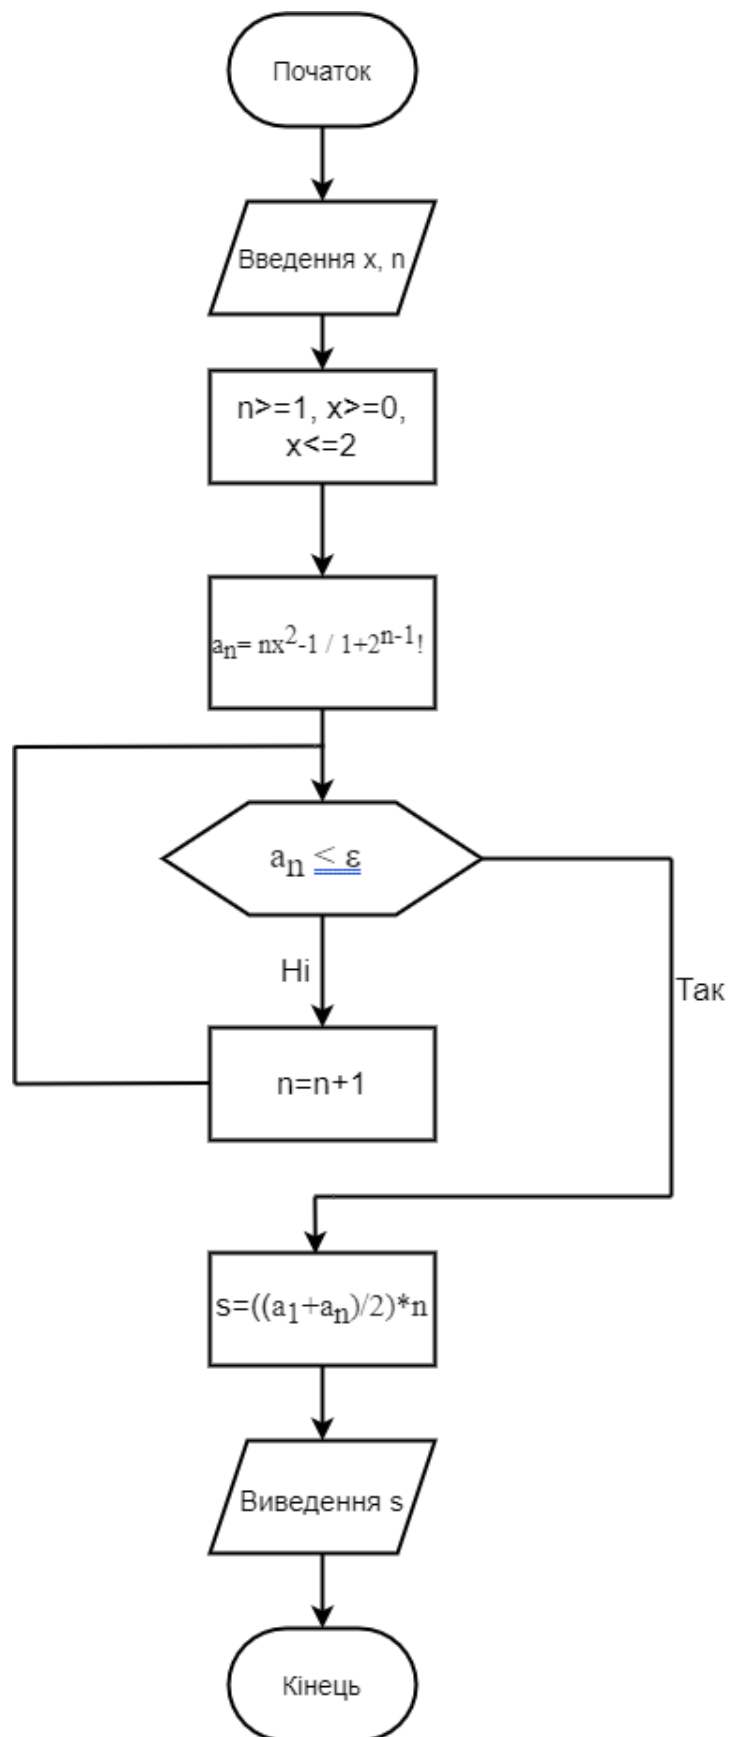 Початок
Введення x, n
n>=1, x>=0,
x<=2
aₙ= nx²-1 / 1+2ⁿ⁻¹!
aₙ < ε
Ні
Так
n=n+1
s=((a₁+aₙ)/2)*n
Виведення s
Кінець